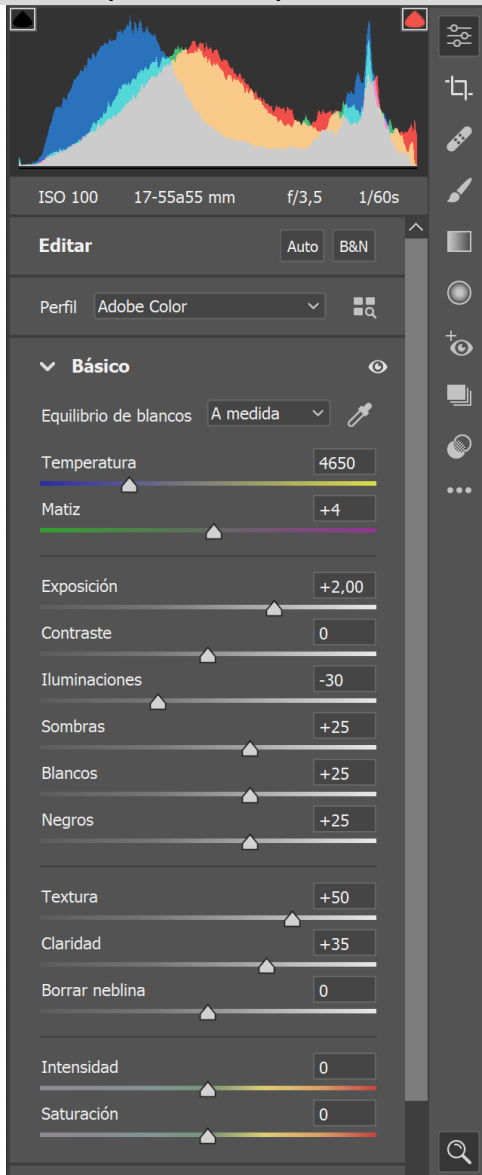 ISO 100 17-55a55 mm f/3,5 1/60s
Editar Auto B&N
Perfil Adobe Color
Básico
Equilibrio de blancos A medida
Temperatura 4650
Matiz +4
Exposición +2,00
Contraste 0
Iluminaciones -30
Sombras +25
Blancos +25
Negros +25
Textura +50
Claridad +35
Borrar neblina 0
Intensidad 0
Saturación 0